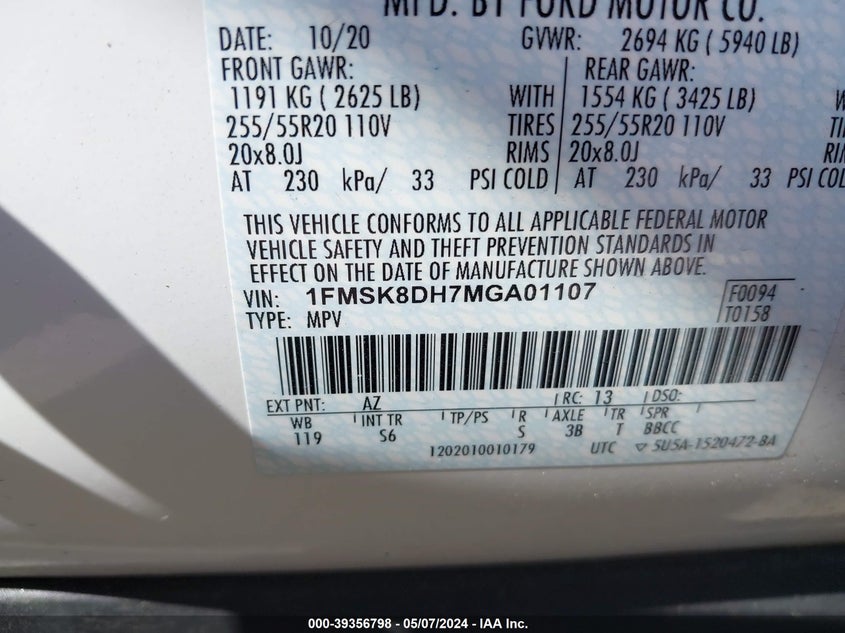 MFD. BY FORD MOTOR CO.
DATE: 10/20 GVWR: 2694 KG ( 5940 LB)
FRONT GAWR: REAR GAWR:
1191 KG ( 2625 LB) WITH 1554 KG ( 3425 LB)
255/55R20 110V TIRES 255/55R20 110V
20x8.0J RIMS 20x8.0J
AT 230 kPa/ 33 PSI COLD AT 230 kPa/ 33 PSI
THIS VEHICLE CONFORMS TO ALL APPLICABLE FEDERAL MOTOR
VEHICLE SAFETY AND THEFT PREVENTION STANDARDS IN
EFFECT ON THE DATE OF MANUFACTURE SHOWN ABOVE.
VIN: 1FMSK8DH7MGA01107 F0094
TYPE: MPV T0158
EXT PNT: AZ RC: 13 DSO:
WB INT TR TP/PS R AXLE TR SPR
119 S6 S 3B T BBCC
1202010010179 UTC ▽ 5U5A-1520472-BA
000-39356798 - 05/07/2024 - IAA Inc.